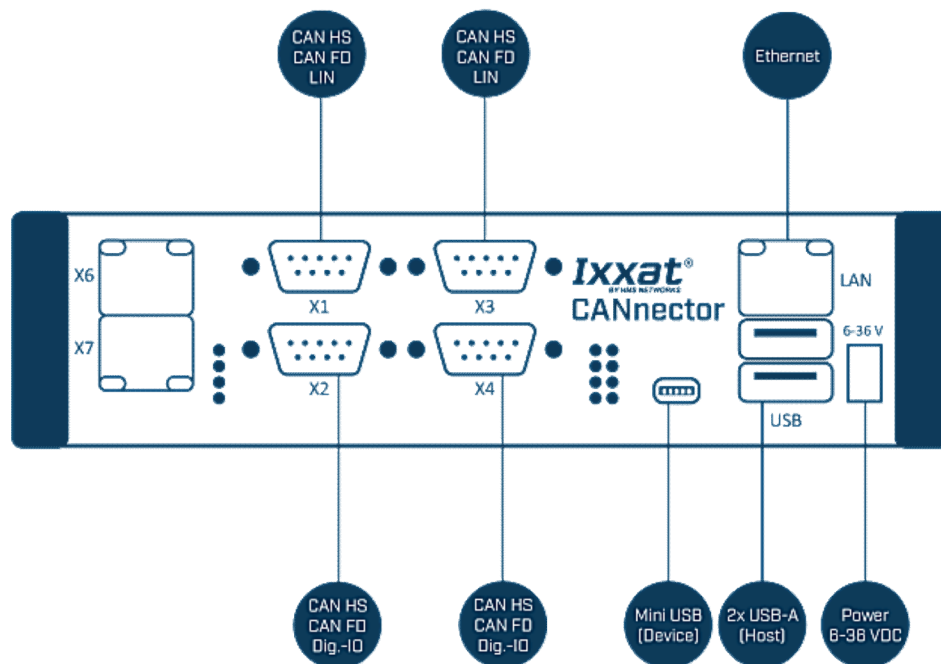 CAN HS
CAN FD
LIN
CAN HS
CAN FD
LIN
Ethernet
X6
X7
X1
X3
X2
X4
Ixxat®
BY HMS NETWORKS
CANnector
LAN
6-36 V
USB
CAN HS
CAN FD
Dig.-IO
CAN HS
CAN FD
Dig.-IO
Mini USB
(Device)
2x USB-A
(Host)
Power
6-36 VDC